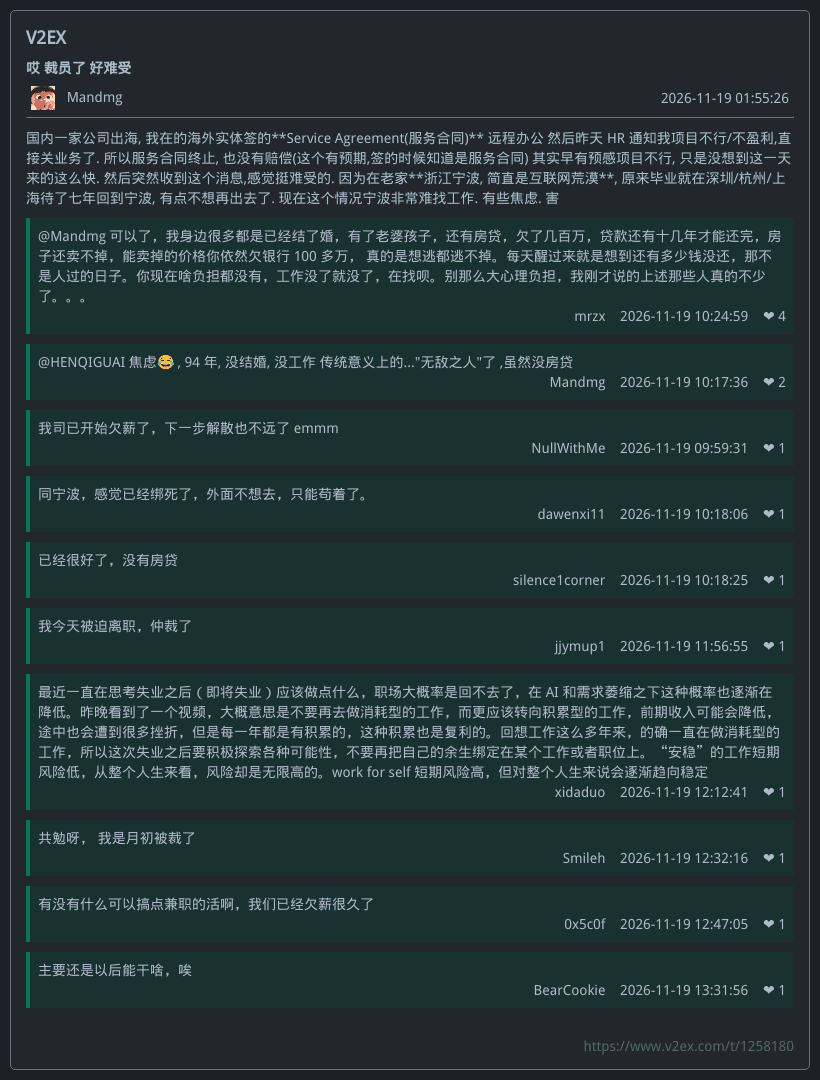 V2EX
哎 裁员了 好难受
Mandmg
2026-11-19 01:55:26
国内一家公司出海, 我在的海外实体签的**Service Agreement(服务合同)** 远程办公 然后昨天 HR 通知我项目不行/不盈利,直
接关业务了. 所以服务合同终止, 也没有赔偿(这个有预期,签的时候知道是服务合同) 其实早有预感项目不行, 只是没想到这一天
来的这么快. 然后突然收到这个消息,感觉挺难受的. 因为在老家**浙江宁波, 简直是互联网荒漠**, 原来毕业就在深圳/杭州/上
海待了七年回到宁波, 有点不想再出去了. 现在这个情况宁波非常难找工作. 有些焦虑. 害
@Mandmg 可以了，我身边很多都是已经结了婚，有了老婆孩子，还有房贷，欠了几百万，贷款还有十几年才能还完，房
子还卖不掉，能卖掉的价格你依然欠银行 100 多万， 真的是想逃都逃不掉。每天醒过来就是想到还有多少钱没还，那不
是人过的日子。你现在啥负担都没有，工作没了就没了，在找呗。别那么大心理负担，我刚才说的上述那些人真的不少
了。。。
mrzx 2026-11-19 10:24:59 ❤ 4
@HENQIGUAI 焦虑😂 , 94 年, 没结婚, 没工作 传统意义上的..."无敌之人"了 ,虽然没房贷
Mandmg 2026-11-19 10:17:36 ❤ 2
我司已开始欠薪了，下一步解散也不远了 emmm
NullWithMe 2026-11-19 09:59:31 ❤ 1
同宁波，感觉已经绑死了，外面不想去，只能苟着了。
dawenxi11 2026-11-19 10:18:06 ❤ 1
已经很好了，没有房贷
silence1corner 2026-11-19 10:18:25 ❤ 1
我今天被迫离职，仲裁了
jjymup1 2026-11-19 11:56:55 ❤ 1
最近一直在思考失业之后（即将失业）应该做点什么，职场大概率是回不去了，在 AI 和需求萎缩之下这种概率也逐渐在
降低。昨晚看到了一个视频，大概意思是不要再去做消耗型的工作，而更应该转向积累型的工作，前期收入可能会降低，
途中也会遭到很多挫折，但是每一年都是有积累的，这种积累也是复利的。回想工作这么多年来，的确一直在做消耗型的
工作，所以这次失业之后要积极探索各种可能性，不要再把自己的余生绑定在某个工作或者职位上。 “安稳”的工作短期
风险低，从整个人生来看，风险却是无限高的。work for self 短期风险高，但对整个人生来说会逐渐趋向稳定
xidaduo 2026-11-19 12:12:41 ❤ 1
共勉呀， 我是月初被裁了
Smileh 2026-11-19 12:32:16 ❤ 1
有没有什么可以搞点兼职的活啊，我们已经欠薪很久了
0x5c0f 2026-11-19 12:47:05 ❤ 1
主要还是以后能干啥，唉
BearCookie 2026-11-19 13:31:56 ❤ 1
https://www.v2ex.com/t/1258180